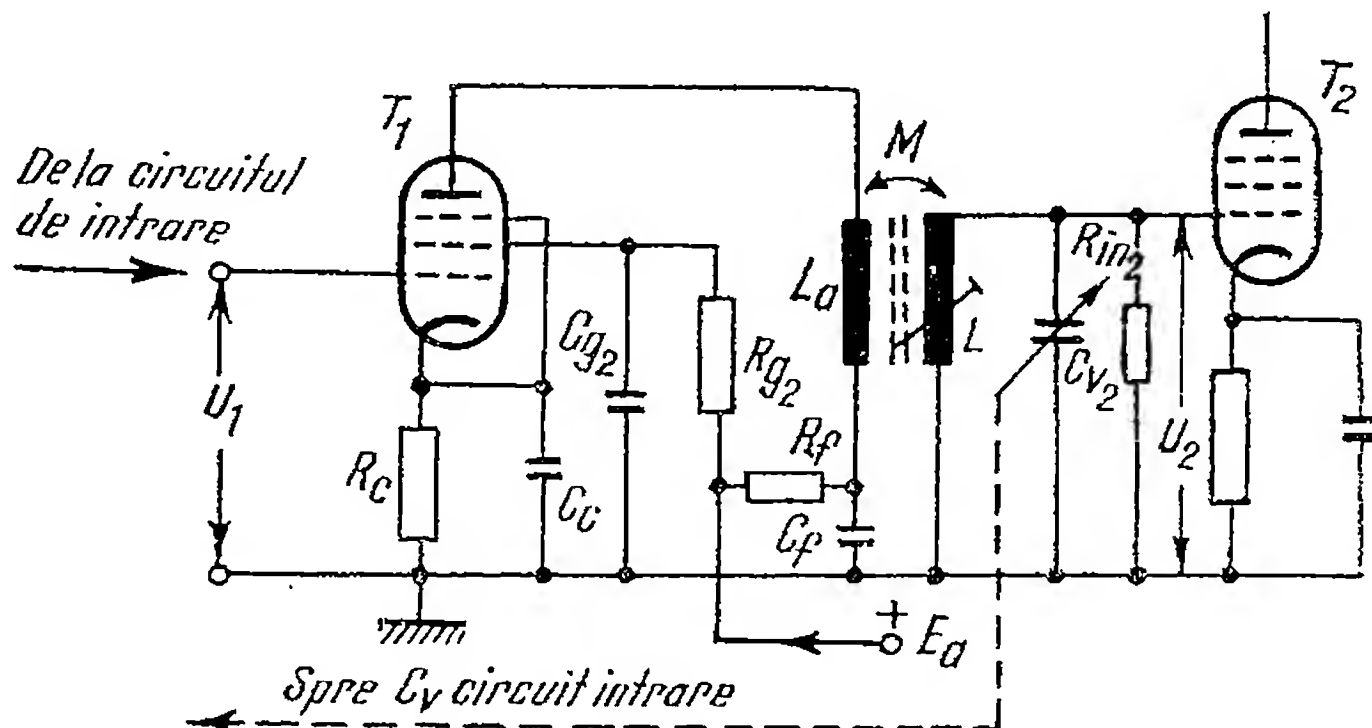 T₁
T₂
De la circuitul
de intrare
M
U₁
Cg₂
Rg₂
Lₐ
L
Rin₂
Cv₂
U₂
Rc
Cc
Rf
Cf
+
Eₐ
Spre Cv circuit intrare